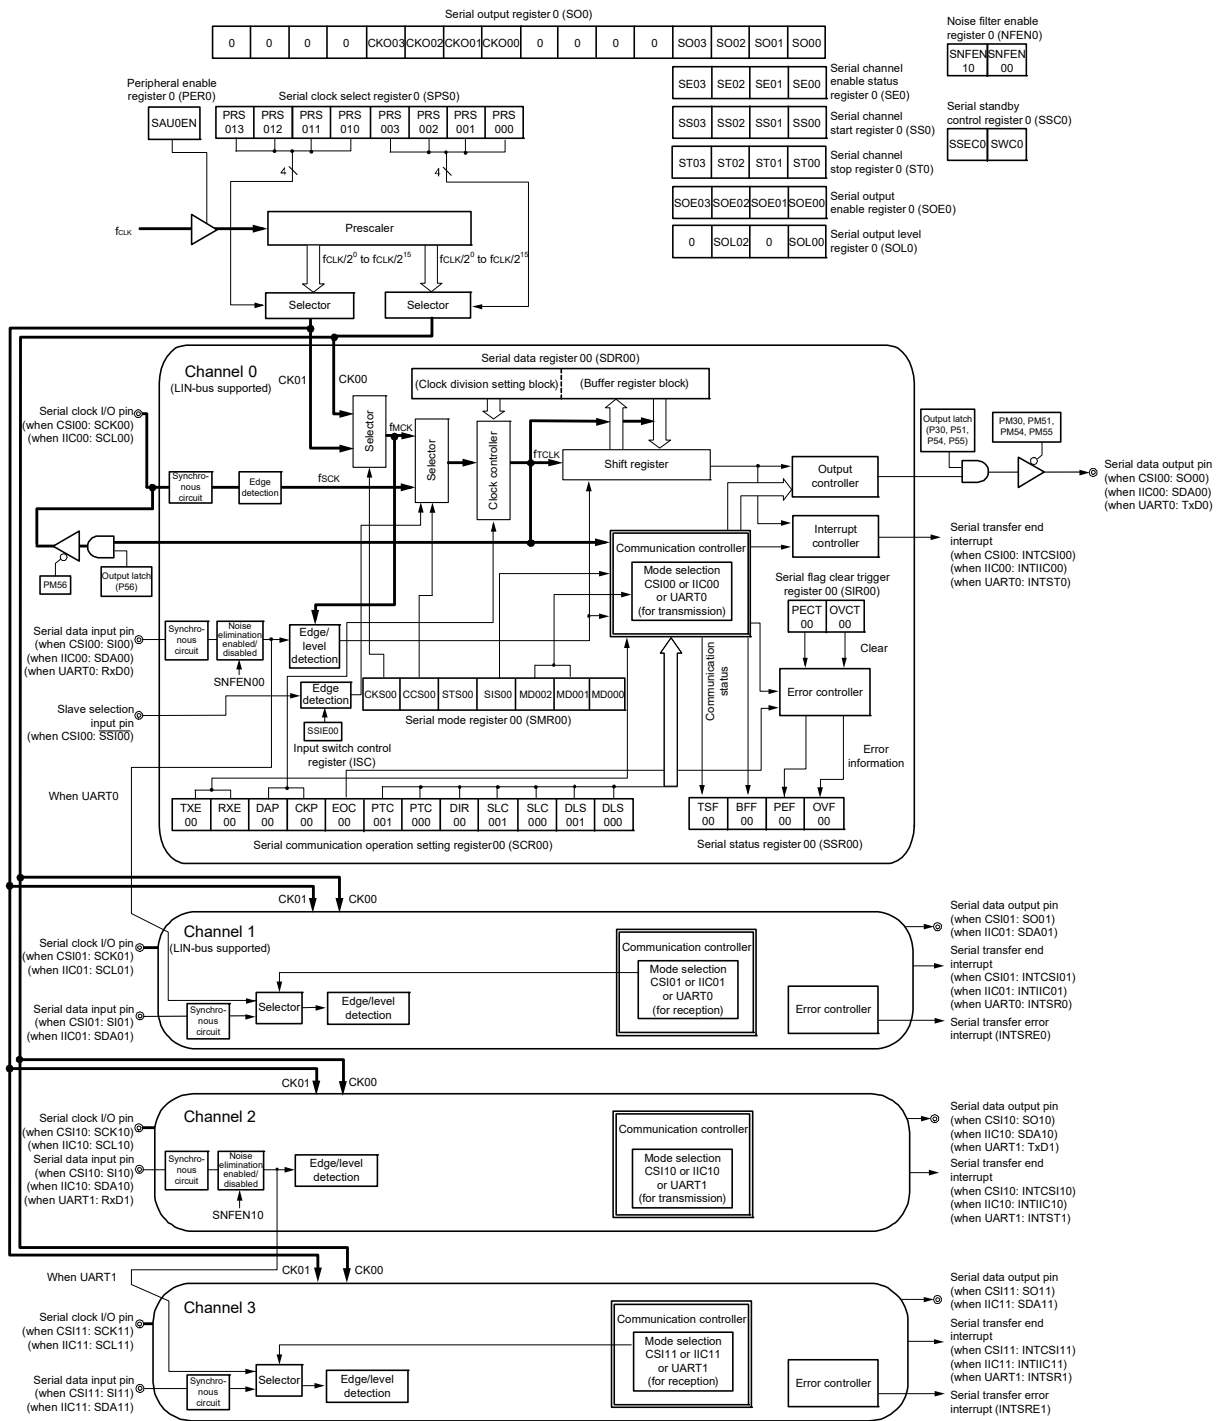 Serial output register 0 (SO0)
0 0 0 0 CKO03 CKO02 CKO01 CKO00 0 0 0 0 SO03 SO02 SO01 SO00
Noise filter enable
register 0 (NFEN0)
SNFEN
10
SNFEN
00
Peripheral enable
register 0 (PER0)
SAU0EN
Serial clock select register 0 (SPS0)
PRS
013
PRS
012
PRS
011
PRS
010
PRS
003
PRS
002
PRS
001
PRS
000
4
4
SE03 SE02 SE01 SE00
Serial channel
enable status
register 0 (SE0)
SS03 SS02 SS01 SS00
Serial channel
start register 0 (SS0)
ST03 ST02 ST01 ST00
Serial channel
stop register 0 (ST0)
SOE03 SOE02 SOE01 SOE00
Serial output
enable register 0 (SOE0)
0 SOL02 0 SOL00
Serial output level
register 0 (SOL0)
Serial standby
control register 0 (SSC0)
SSEC0 SWC0
fCLK
Prescaler
fCLK/2⁰ to fCLK/2¹⁵
fCLK/2⁰ to fCLK/2¹⁵
Selector
Selector
Channel 0
(LIN-bus supported)
CK01
CK00
Serial data register 00 (SDR00)
(Clock division setting block)
(Buffer register block)
Serial clock I/O pin
(when CSI00: SCK00)
(when IIC00: SCL00)
Synchro-
nous
circuit
Edge
detection
fSCK
Selector
fMCK
Selector
Clock controller
fTCLK
Shift register
Output
controller
Interrupt
controller
Output latch
(P30, P51,
P54, P55)
PM30, PM51,
PM54, PM55
Serial data output pin
(when CSI00: SO00)
(when IIC00: SDA00)
(when UART0: TxD0)
Serial transfer end
interrupt
(when CSI00: INTCSI00)
(when IIC00: INTIIC00)
(when UART0: INTST0)
PM56
Output latch
(P56)
Communication controller
Mode selection
CSI00 or IIC00
or UART0
(for transmission)
Serial flag clear trigger
register 00 (SIR00)
PECT
00
OVCT
00
Clear
Error controller
Error
information
Communication
status
Serial data input pin
(when CSI00: SI00)
(when IIC00: SDA00)
(when UART0: RxD0)
Synchro-
nous
circuit
Noise
elimination
enabled/
disabled
SNFEN00
Edge/
level
detection
Slave selection
input pin
(when CSI00: SSI00)
Edge
detection
SSIE00
Input switch control
register (ISC)
CKS00 CCS00 STS00 SIS00 MD002 MD001 MD000
Serial mode register 00 (SMR00)
When UART0
TXE
00
RXE
00
DAP
00
CKP
00
EOC
00
PTC
001
PTC
000
DIR
00
SLC
001
SLC
000
DLS
001
DLS
000
Serial communication operation setting register 00 (SCR00)
TSF
00
BFF
00
PEF
00
OVF
00
Serial status register 00 (SSR00)
CK01
CK00
Channel 1
(LIN-bus supported)
Serial clock I/O pin
(when CSI01: SCK01)
(when IIC01: SCL01)
Serial data input pin
(when CSI01: SI01)
(when IIC01: SDA01)
Synchro-
nous
circuit
Selector
Edge/level
detection
Communication controller
Mode selection
CSI01 or IIC01
or UART0
(for reception)
Error controller
Serial data output pin
(when CSI01: SO01)
(when IIC01: SDA01)
Serial transfer end
interrupt
(when CSI01: INTCSI01)
(when IIC01: INTIIC01)
(when UART0: INTSR0)
Serial transfer error
interrupt (INTSRE0)
CK01
CK00
Channel 2
Serial clock I/O pin
(when CSI10: SCK10)
(when IIC10: SCL10)
Serial data input pin
(when CSI10: SI10)
(when IIC10: SDA10)
(when UART1: RxD1)
Synchro-
nous
circuit
Noise
elimination
enabled/
disabled
SNFEN10
Edge/level
detection
Communication controller
Mode selection
CSI10 or IIC10
or UART1
(for transmission)
Serial data output pin
(when CSI10: SO10)
(when IIC10: SDA10)
(when UART1: TxD1)
Serial transfer end
interrupt
(when CSI10: INTCSI10)
(when IIC10: INTIIC10)
(when UART1: INTST1)
When UART1
CK01
CK00
Channel 3
Serial clock I/O pin
(when CSI11: SCK11)
(when IIC11: SCL11)
Serial data input pin
(when CSI11: SI11)
(when IIC11: SDA11)
Synchro-
nous
circuit
Selector
Edge/level
detection
Communication controller
Mode selection
CSI11 or IIC11
or UART1
(for reception)
Error controller
Serial data output pin
(when CSI11: SO11)
(when IIC11: SDA11)
Serial transfer end
interrupt
(when CSI11: INTCSI11)
(when IIC11: INTIIC11)
(when UART1: INTSR1)
Serial transfer error
interrupt (INTSRE1)